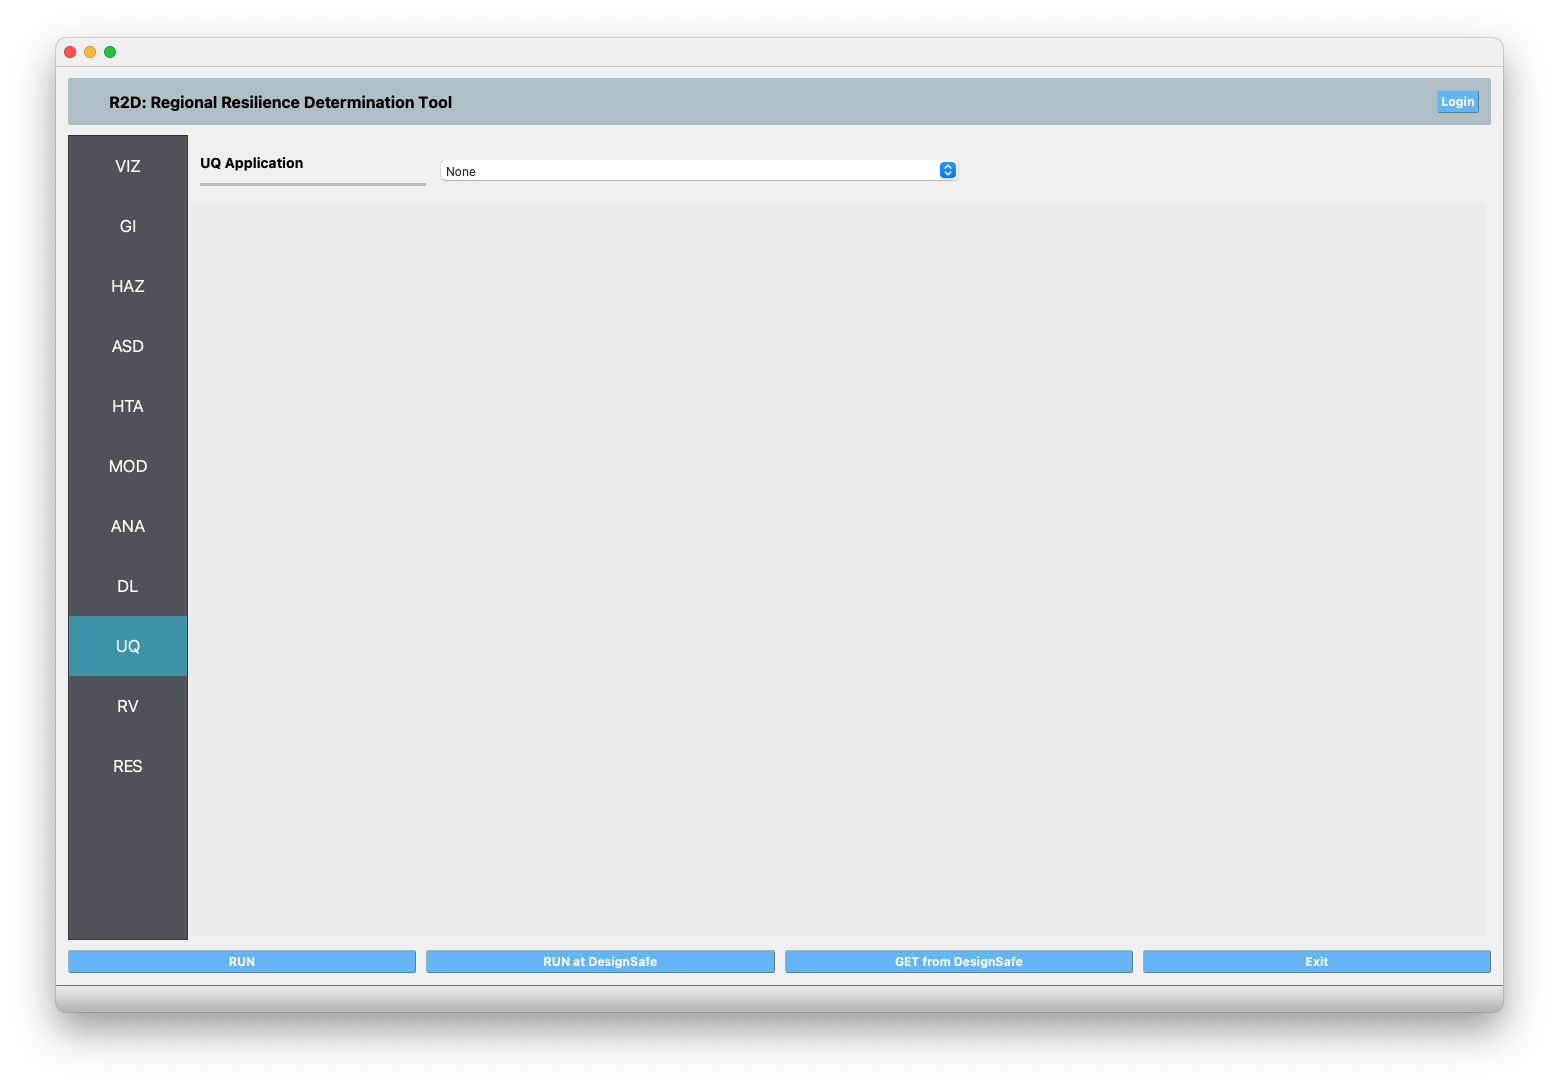 R2D: Regional Resilience Determination Tool
Login
VIZ
GI
HAZ
ASD
HTA
MOD
ANA
DL
UQ
RV
RES
UQ Application
None
RUN
RUN at DesignSafe
GET from DesignSafe
Exit